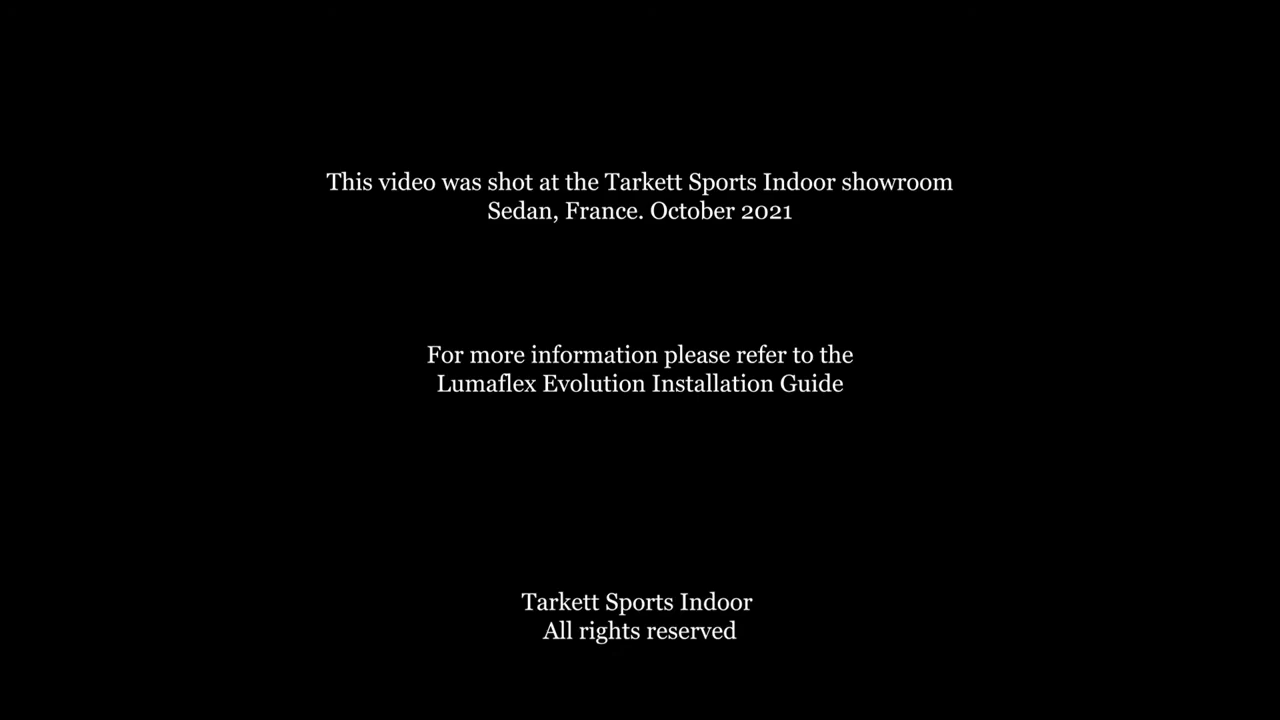 This video was shot at the Tarkett Sports Indoor showroom
Sedan, France. October 2021
For more information please refer to the
Lumaflex Evolution Installation Guide
Tarkett Sports Indoor
All rights reserved